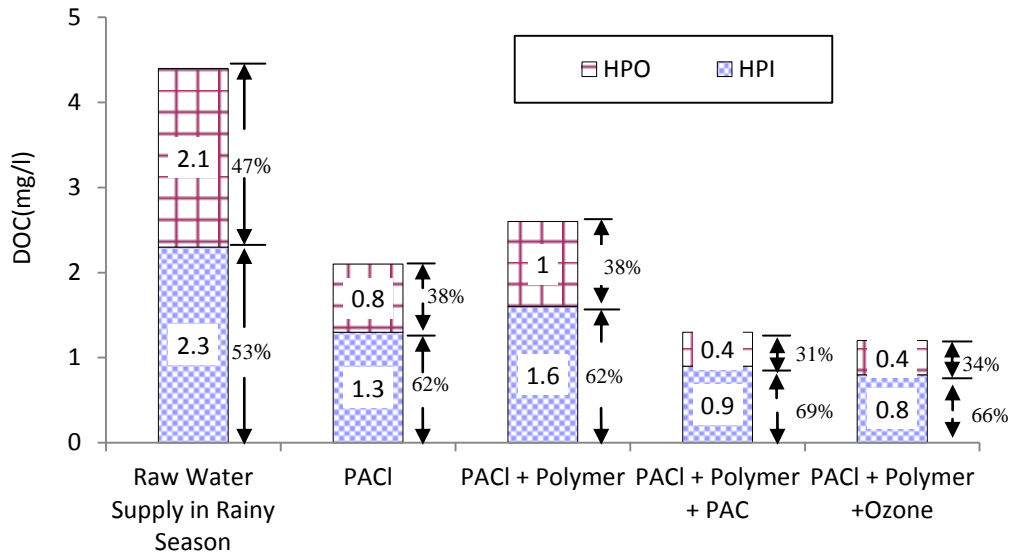 5
4
3
2
1
0
DOC(mg/l)
HPO
HPI
2.1
47%
2.3
53%
0.8
38%
1.3
62%
1
38%
1.6
62%
0.4
31%
0.9
69%
0.4
34%
0.8
66%
Raw Water
Supply in Rainy
Season
PACl
PACl + Polymer
PACl + Polymer
+ PAC
PACl + Polymer
+Ozone